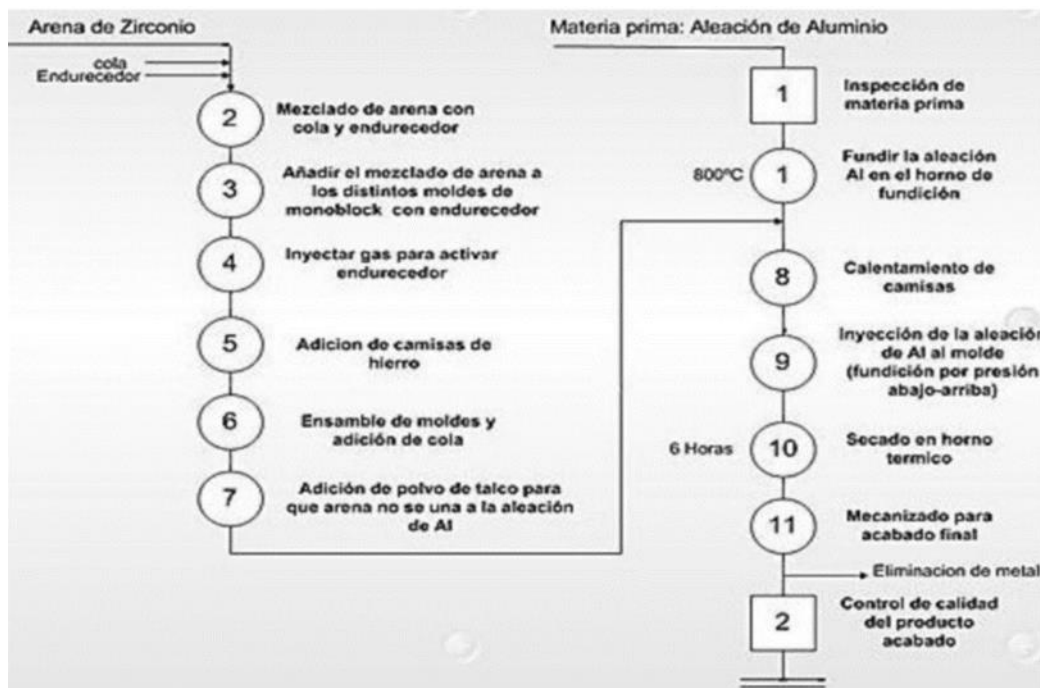 Arena de Zirconio
cola
Endurecedor
2
Mezclado de arena con
cola y endurecedor
3
Añadir el mezclado de arena a
los distintos moldes de
monoblock con endurecedor
4
Inyectar gas para activar
endurecedor
5
Adicion de camisas de
hierro
6
Ensamble de moldes y
adición de cola
7
Adición de polvo de talco para
que arena no se una a la aleación
de Al
Materia prima: Aleación de Aluminio
1
Inspección de
materia prima
800ºC
1
Fundir la aleación
Al en el horno de
fundición
8
Calentamiento de
camisas
9
Inyección de la aleación
de Al al molde
(fundición por presión
abajo-arriba)
6 Horas
10
Secado en horno
termico
11
Mecanizado para
acabado final
Eliminacion de metal
2
Control de calidad
del producto
acabado